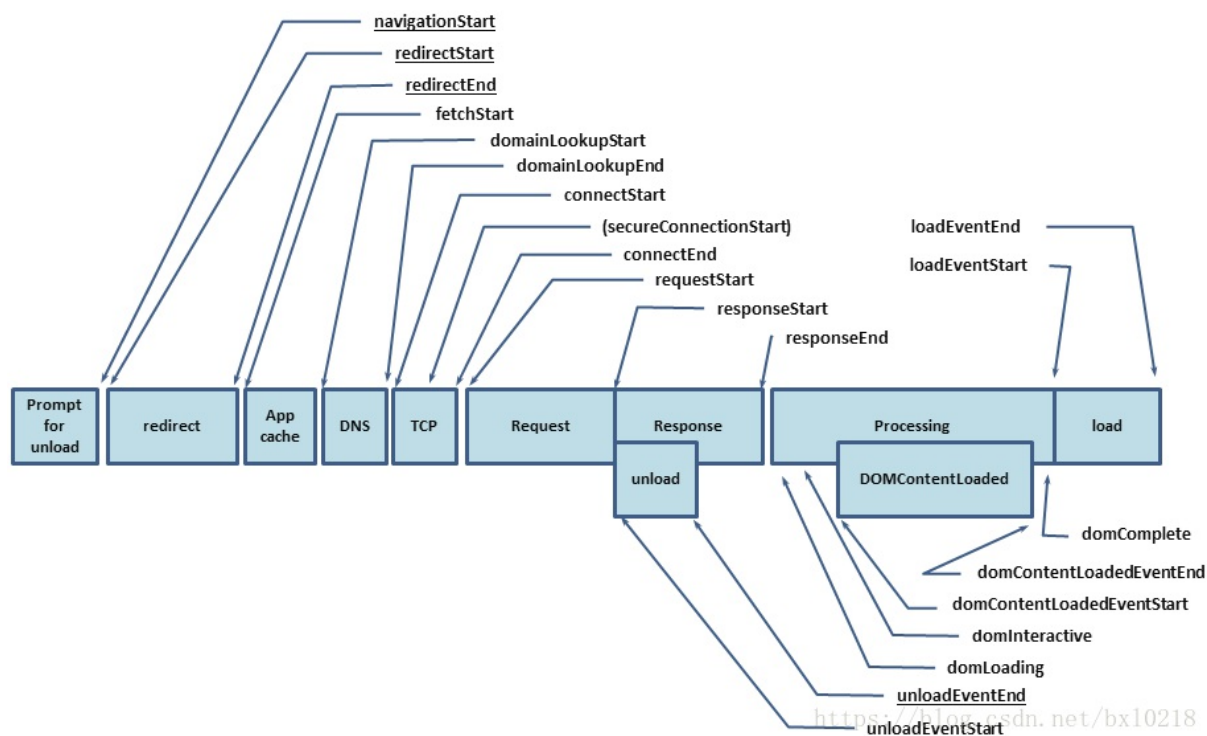 navigationStart
redirectStart
redirectEnd
fetchStart
domainLookupStart
domainLookupEnd
connectStart
(secureConnectionStart)
loadEventEnd
connectEnd
loadEventStart
requestStart
responseStart
responseEnd
Prompt
for
unload
redirect
App
cache
DNS
TCP
Request
Response
Processing
load
unload
DOMContentLoaded
domComplete
domContentLoadedEventEnd
domContentLoadedEventStart
domInteractive
domLoading
unloadEventEnd
https://blog.csdn.net/bx10218
unloadEventStart